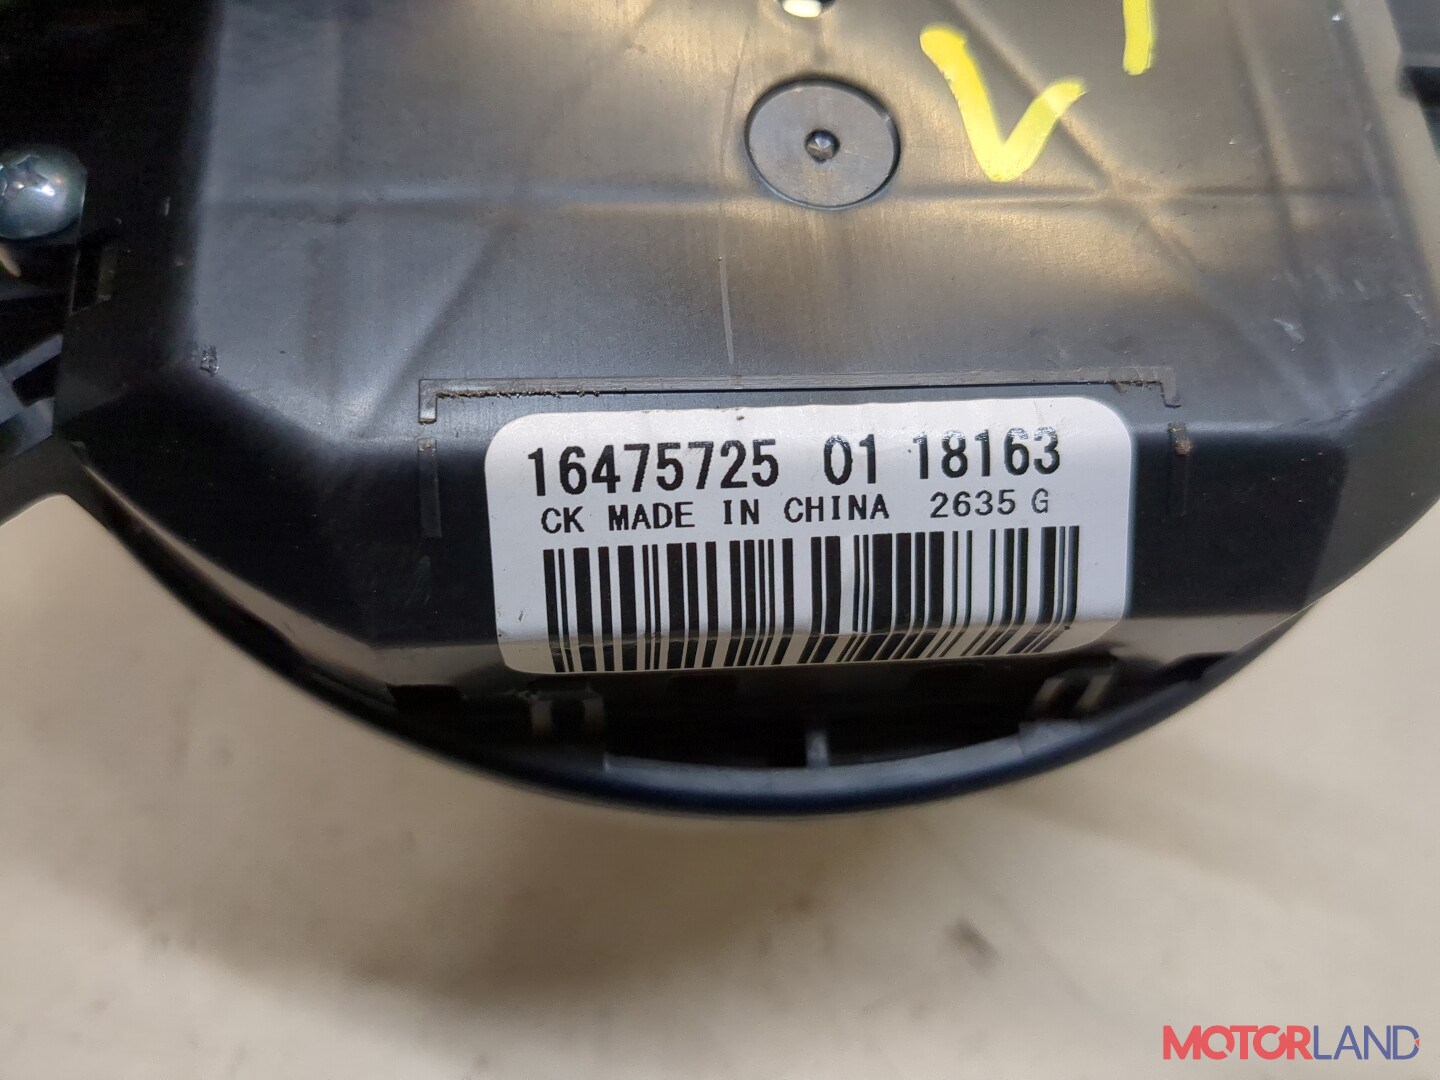 16475725 01 18163
CK MADE IN CHINA 2635 G
MOTORLAND